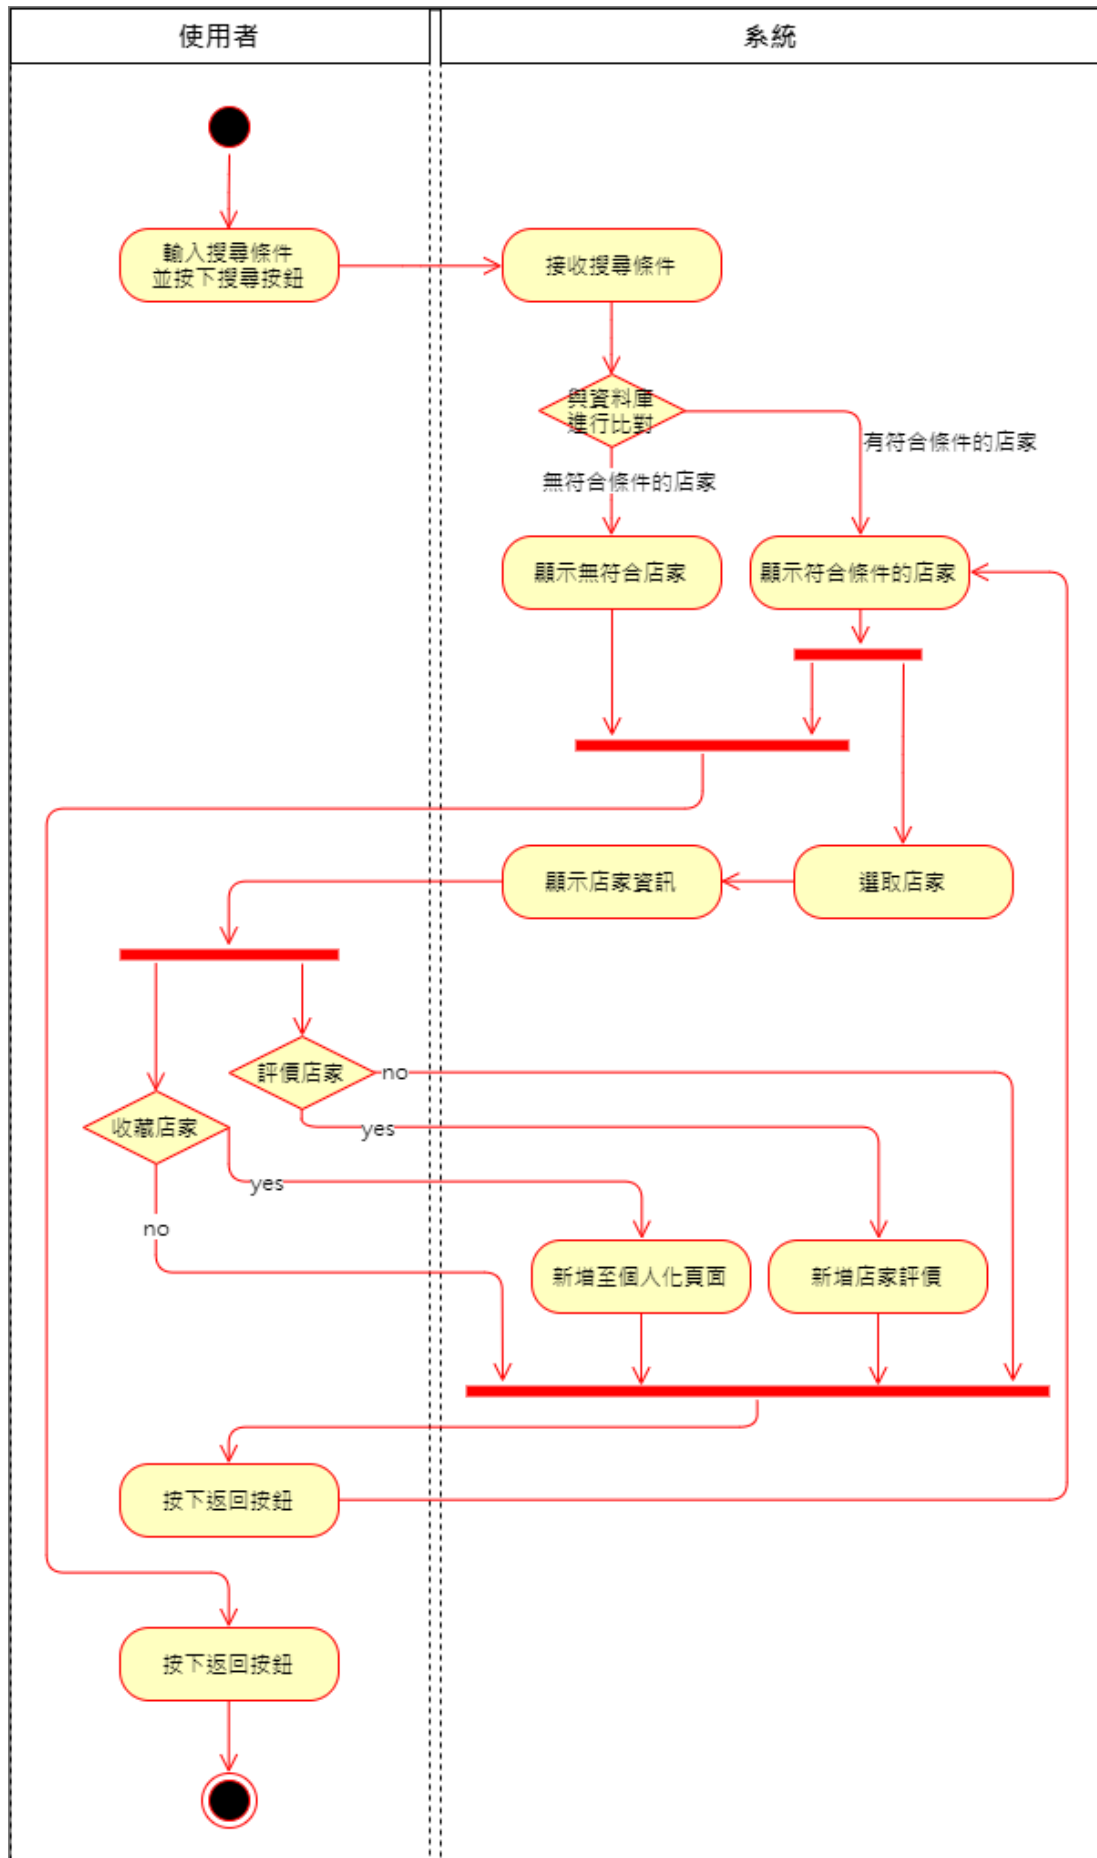 使用者
系統
輸入搜尋條件
並按下搜尋按鈕
接收搜尋條件
與資料庫
進行比對
有符合條件的店家
無符合條件的店家
顯示無符合店家
顯示符合條件的店家
顯示店家資訊
選取店家
評價店家
no
收藏店家
yes
yes
no
新增至個人化頁面
新增店家評價
按下返回按鈕
按下返回按鈕